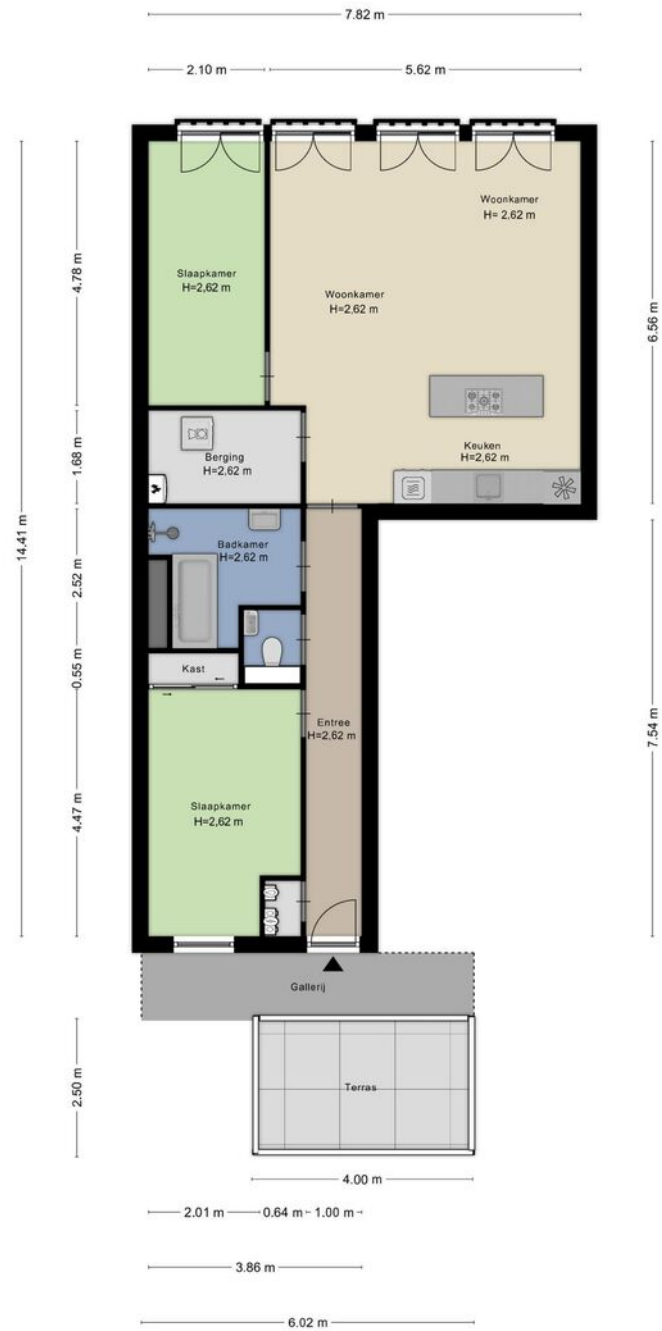 7.82 m
2.10 m
5.62 m
Woonkamer
H= 2.62 m
4.78 m
Slaapkamer
H=2,62 m
Woonkamer
H=2,62 m
6.56 m
1.68 m
Berging
H=2,62 m
Keuken
H=2,62 m
14.41 m
2.52 m
Badkamer
H=2,62 m
0.55 m
Kast
Entree
H=2,62 m
7.54 m
4.47 m
Slaapkamer
H=2,62 m
Gallerij
2.50 m
Terras
4.00 m
2.01 m
0.64 m
1.00 m
3.86 m
6.02 m